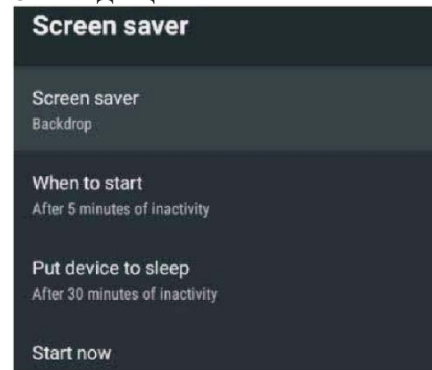 Screen saver
Screen saver
Backdrop
When to start
After 5 minutes of inactivity
Put device to sleep
After 30 minutes of inactivity
Start now